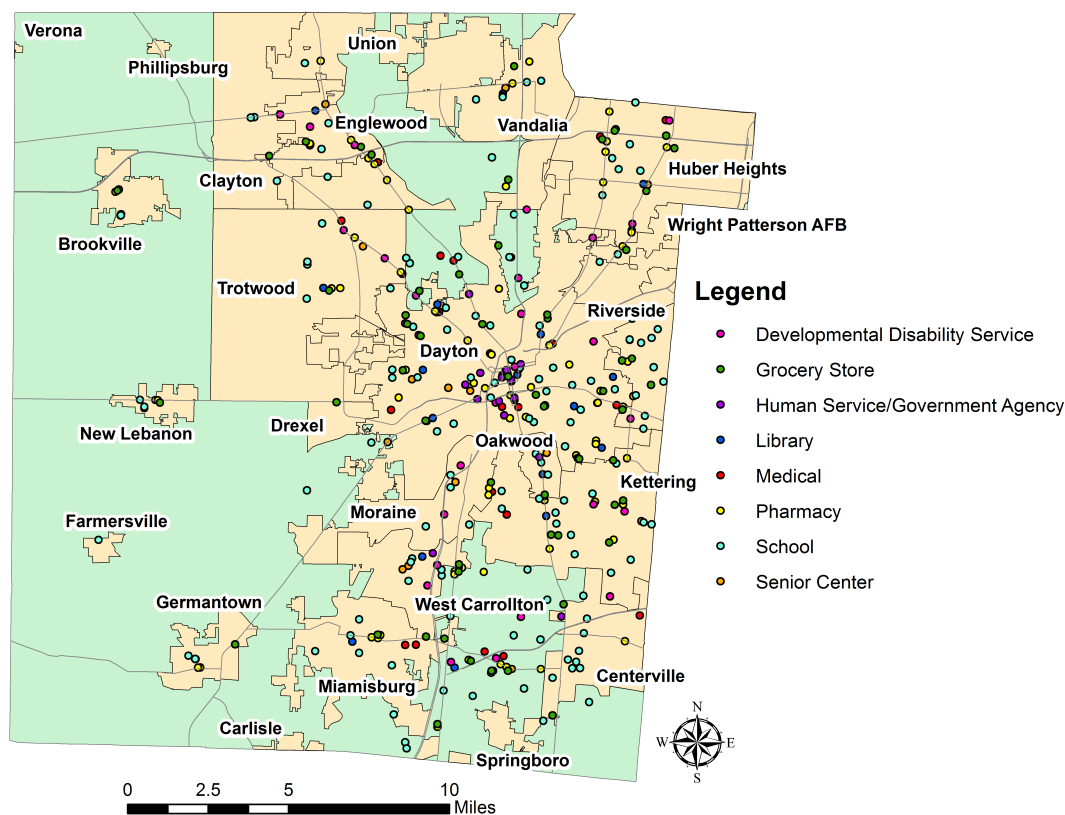 Verona
Union
Phillipsburg
Englewood
Vandalia
Huber Heights
Clayton
Wright Patterson AFB
Brookville
Trotwood
Riverside
Dayton
New Lebanon
Drexel
Oakwood
Kettering
Moraine
Farmersville
Germantown
West Carrollton
Centerville
Miamisburg
Carlisle
Springboro
Legend
Developmental Disability Service
Grocery Store
Human Service/Government Agency
Library
Medical
Pharmacy
School
Senior Center
N
W E
S
0 2.5 5 10
Miles